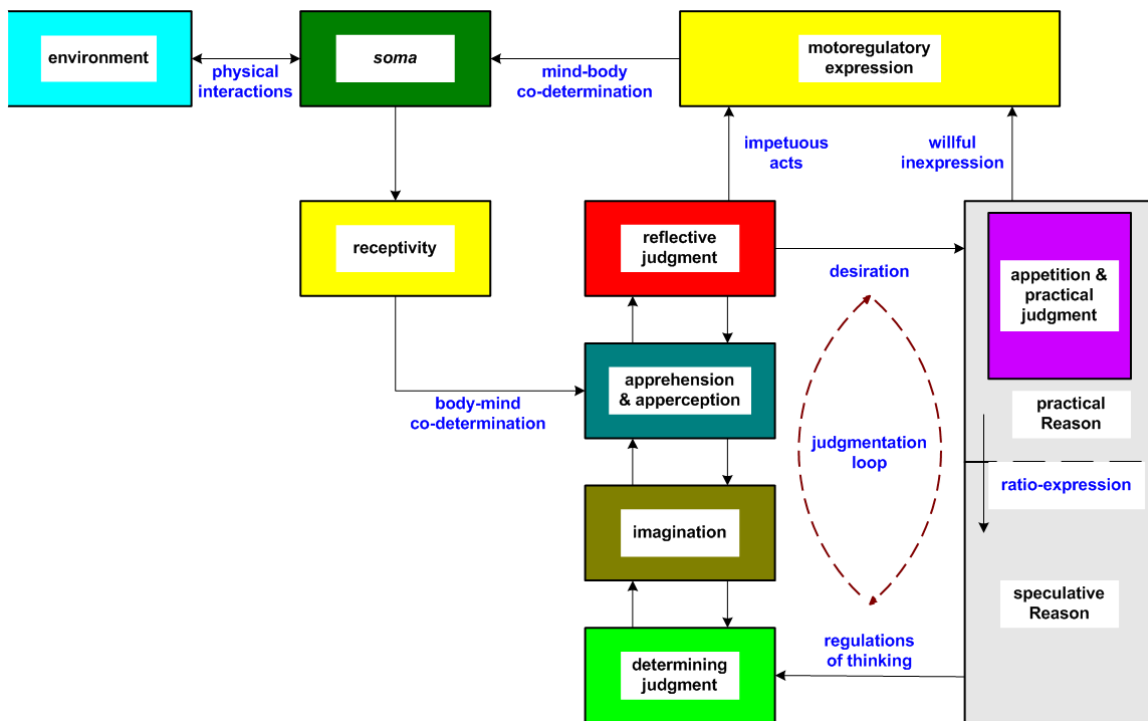 environment
physical
interactions
soma
mind-body
co-determination
motoregulatory
expression
impetuous
acts
willful
inexpression
receptivity
reflective
judgment
desiration
appetition &
practical
judgment
body-mind
co-determination
apprehension
& apperception
practical
Reason
judgmentation
loop
ratio-expression
imagination
speculative
Reason
determining
judgment
regulations
of thinking